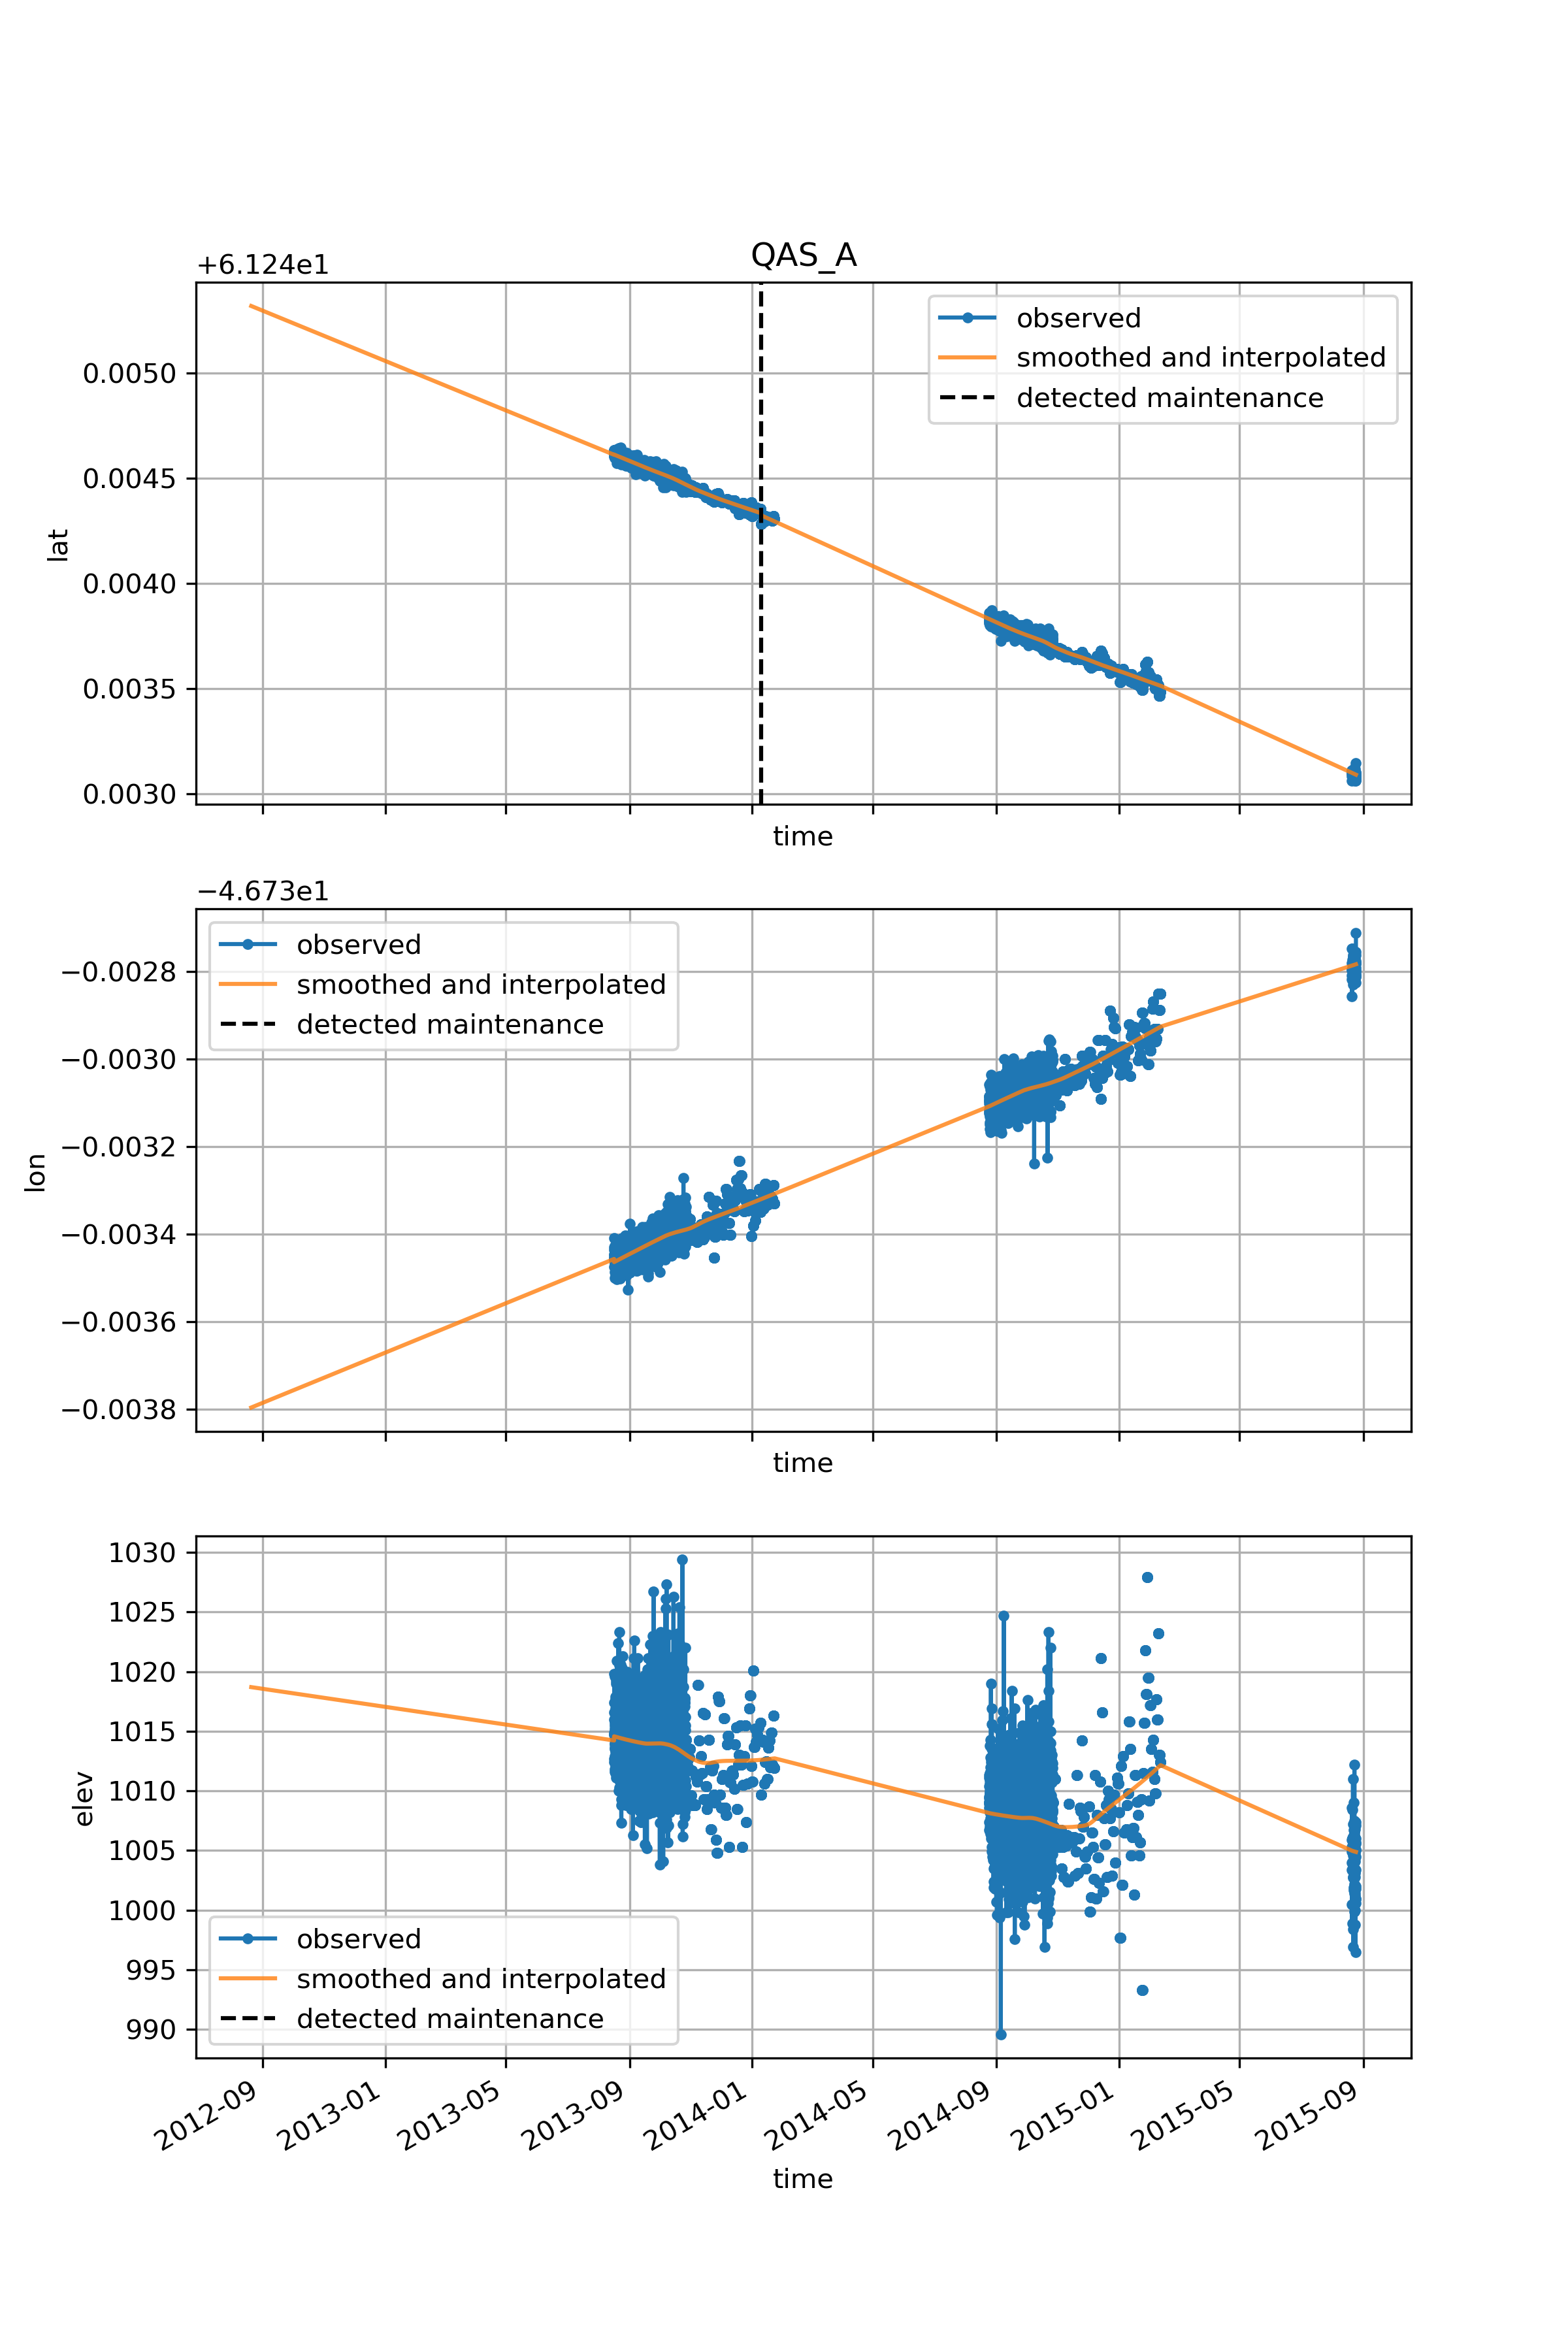 QAS_A
+6.124e1
observed
smoothed and interpolated
detected maintenance
0.0050
0.0045
0.0040
0.0035
0.0030
lat
time
−4.673e1
observed
smoothed and interpolated
detected maintenance
−0.0028
−0.0030
−0.0032
−0.0034
−0.0036
−0.0038
lon
time
1030
1025
1020
1015
1010
1005
1000
995
990
elev
observed
smoothed and interpolated
detected maintenance
2012-09
2013-01
2013-05
2013-09
2014-01
2014-05
2014-09
2015-01
2015-05
2015-09
time